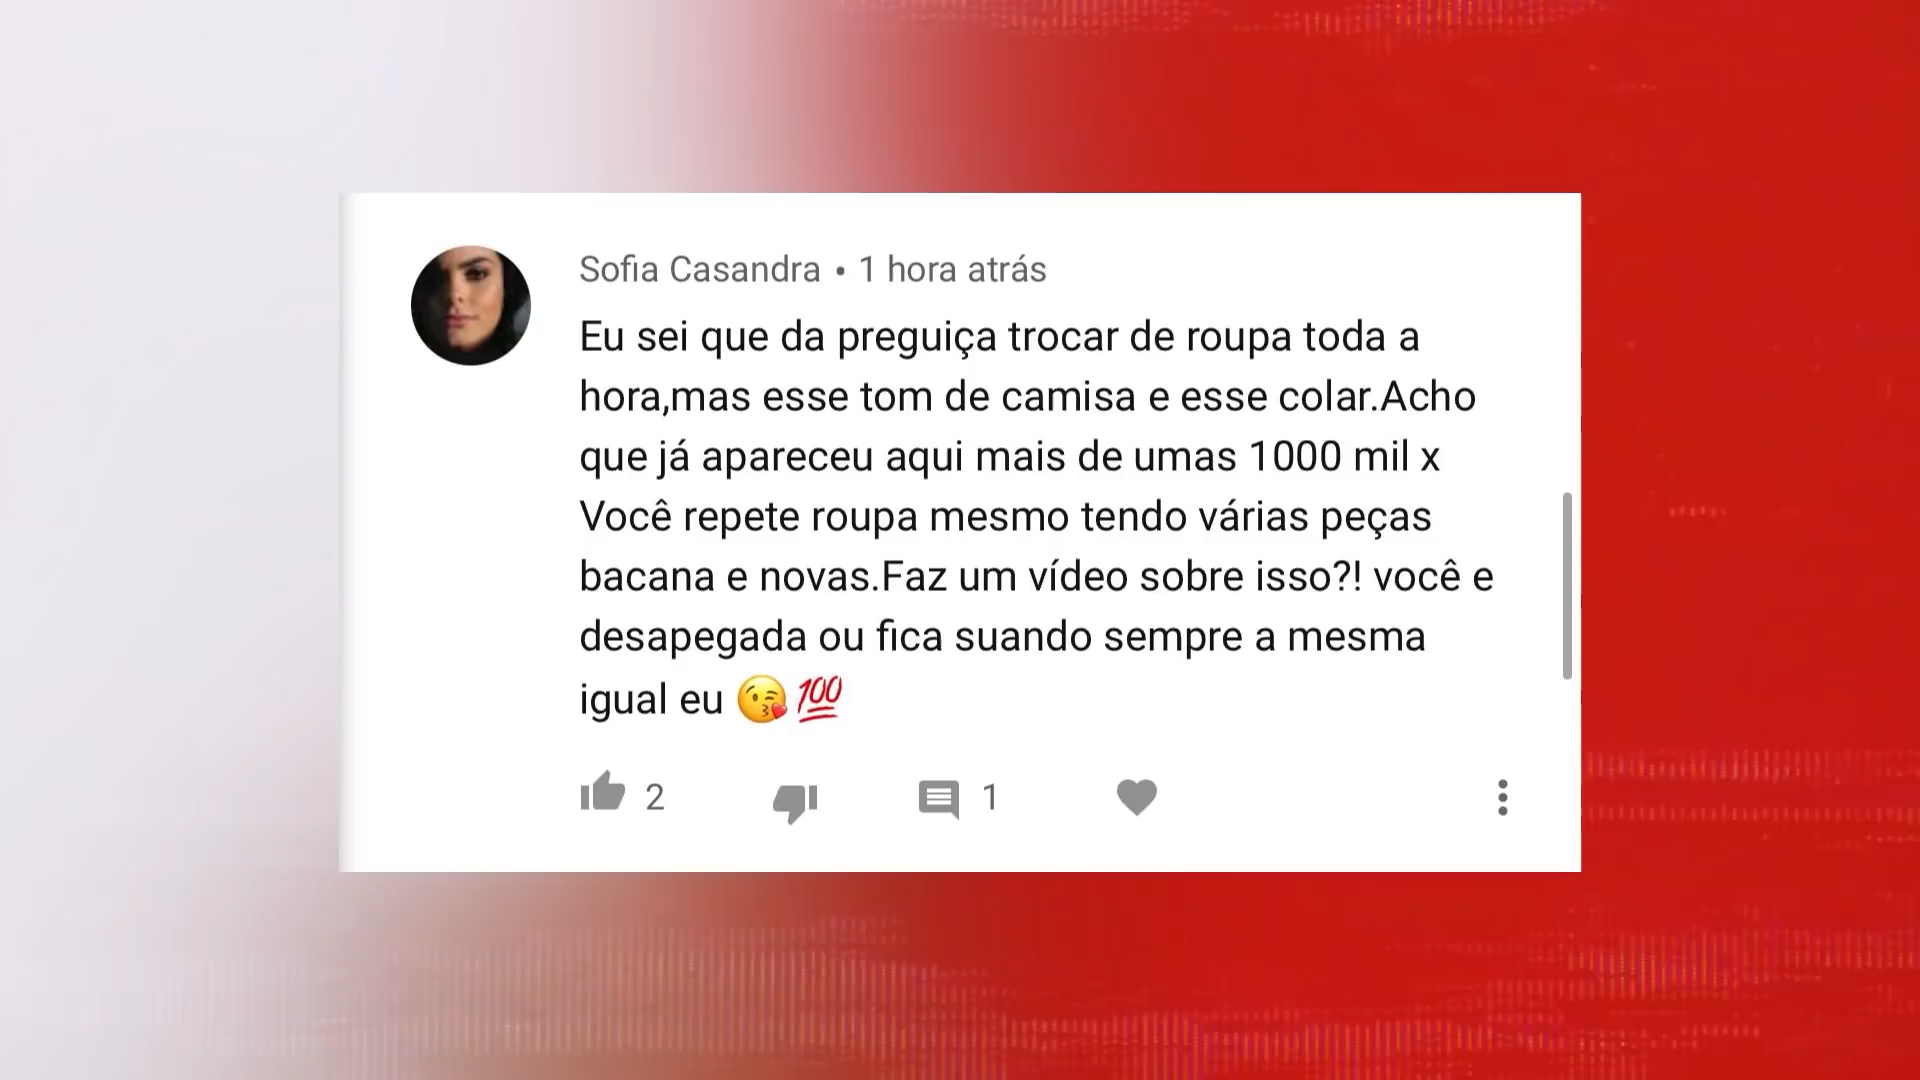 Sofia Casandra • 1 hora atrás
Eu sei que da preguiça trocar de roupa toda a
hora,mas esse tom de camisa e esse colar.Acho
que já apareceu aqui mais de umas 1000 mil x
Você repete roupa mesmo tendo várias peças
bacana e novas.Faz um vídeo sobre isso?! você e
desapegada ou fica suando sempre a mesma
igual eu 😘💯
2 1